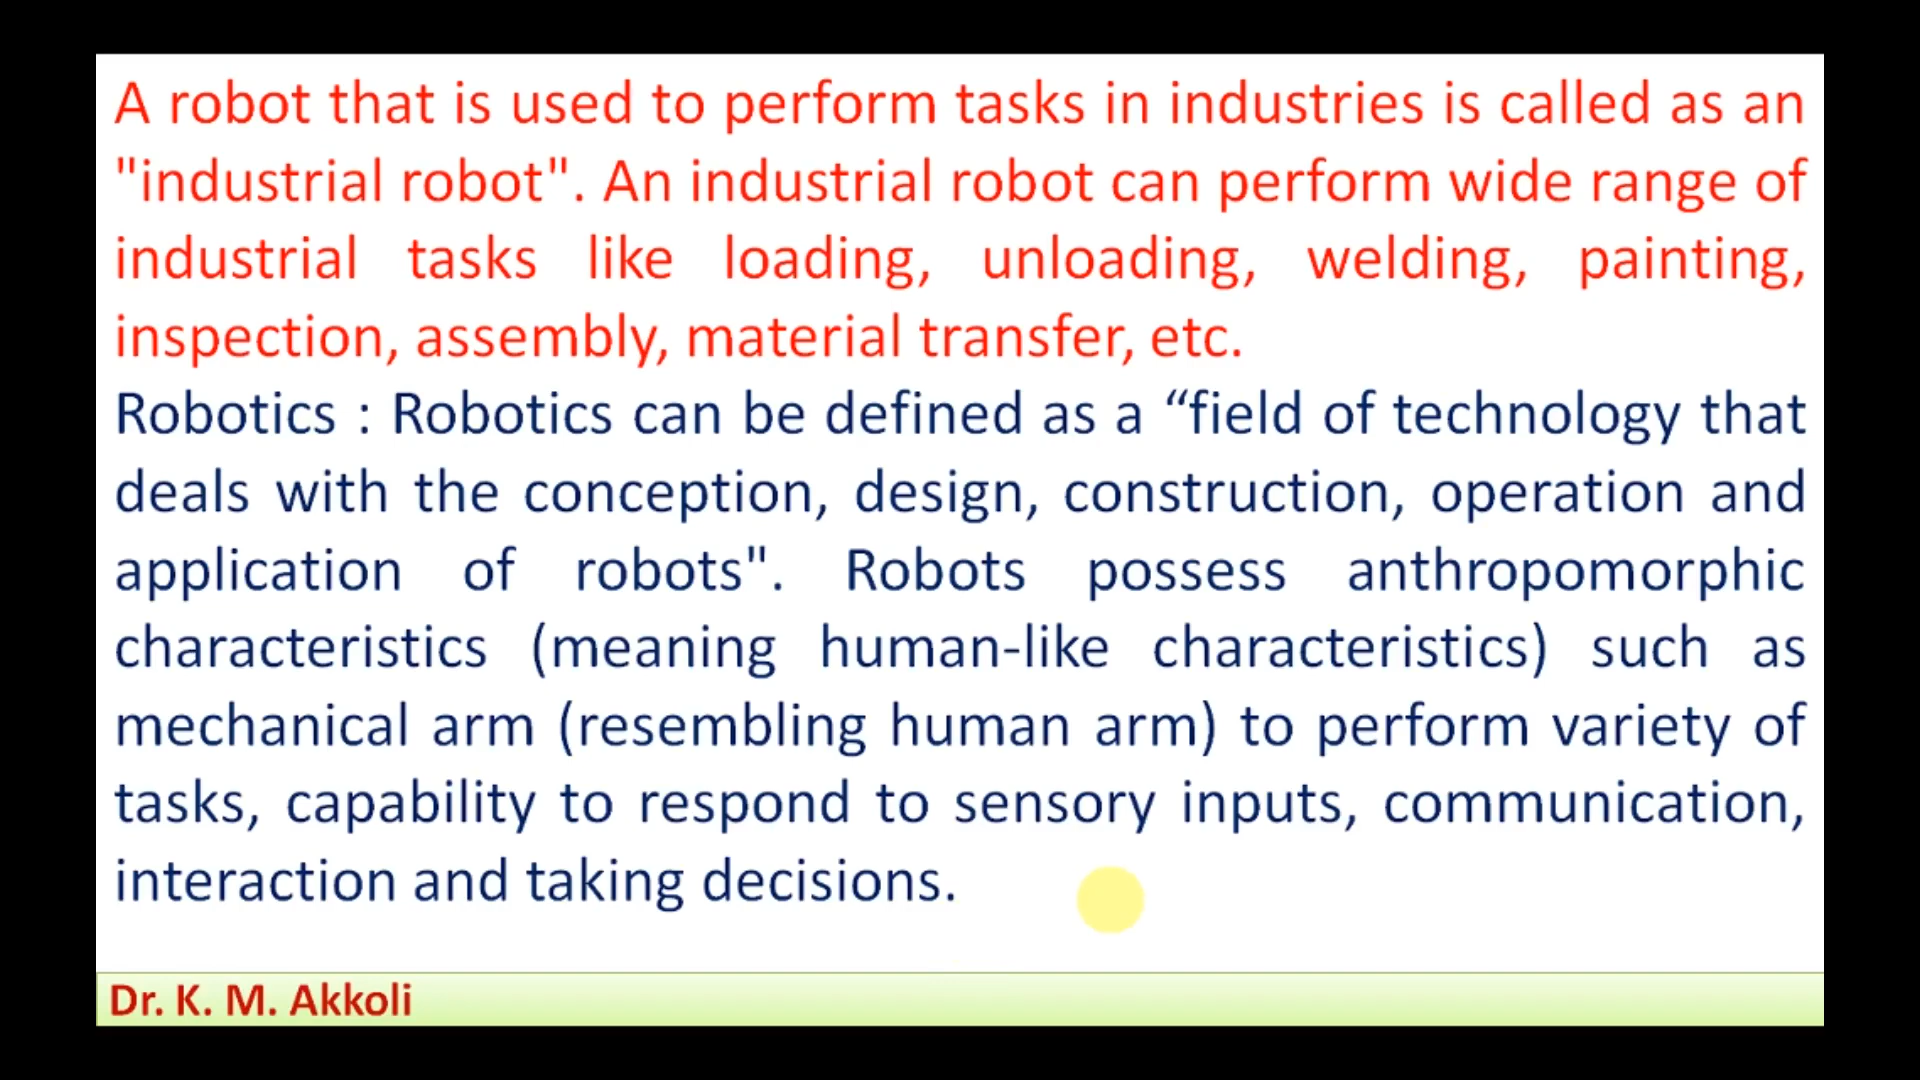 A robot that is used to perform tasks in industries is called as an
"industrial robot". An industrial robot can perform wide range of
industrial tasks like loading, unloading, welding, painting,
inspection, assembly, material transfer, etc.
Robotics : Robotics can be defined as a “field of technology that
deals with the conception, design, construction, operation and
application of robots". Robots possess anthropomorphic
characteristics (meaning human-like characteristics) such as
mechanical arm (resembling human arm) to perform variety of
tasks, capability to respond to sensory inputs, communication,
interaction and taking decisions.
Dr. K. M. Akkoli